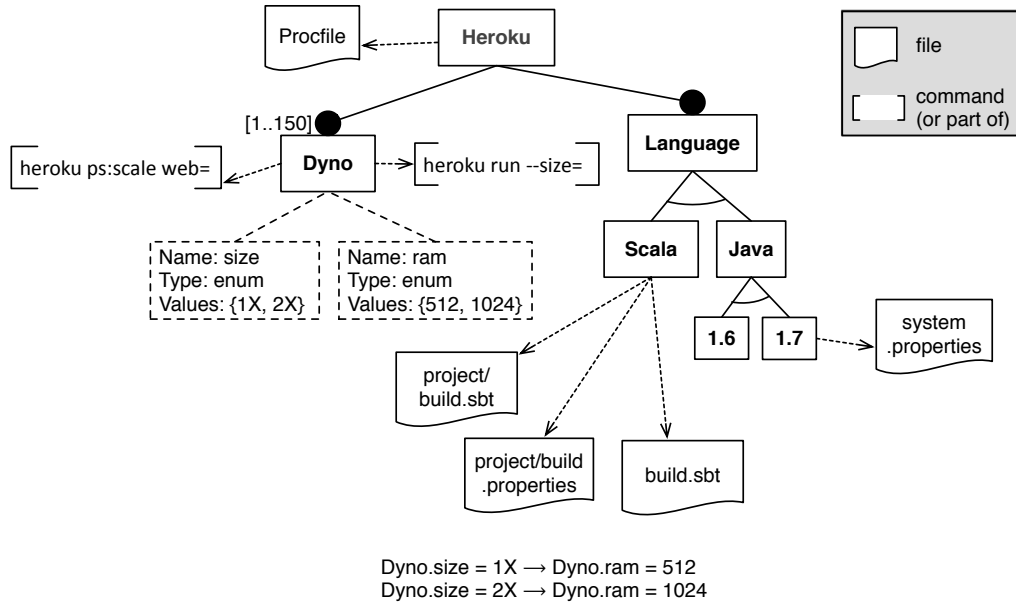 Procfile
Heroku
file
command
(or part of)
[1..150]
Dyno
Language
heroku ps:scale web=
heroku run --size=
Name: size
Type: enum
Values: {1X, 2X}
Name: ram
Type: enum
Values: {512, 1024}
Scala
Java
1.6
1.7
system
.properties
project/
build.sbt
project/build
.properties
build.sbt
Dyno.size = 1X → Dyno.ram = 512
Dyno.size = 2X → Dyno.ram = 1024